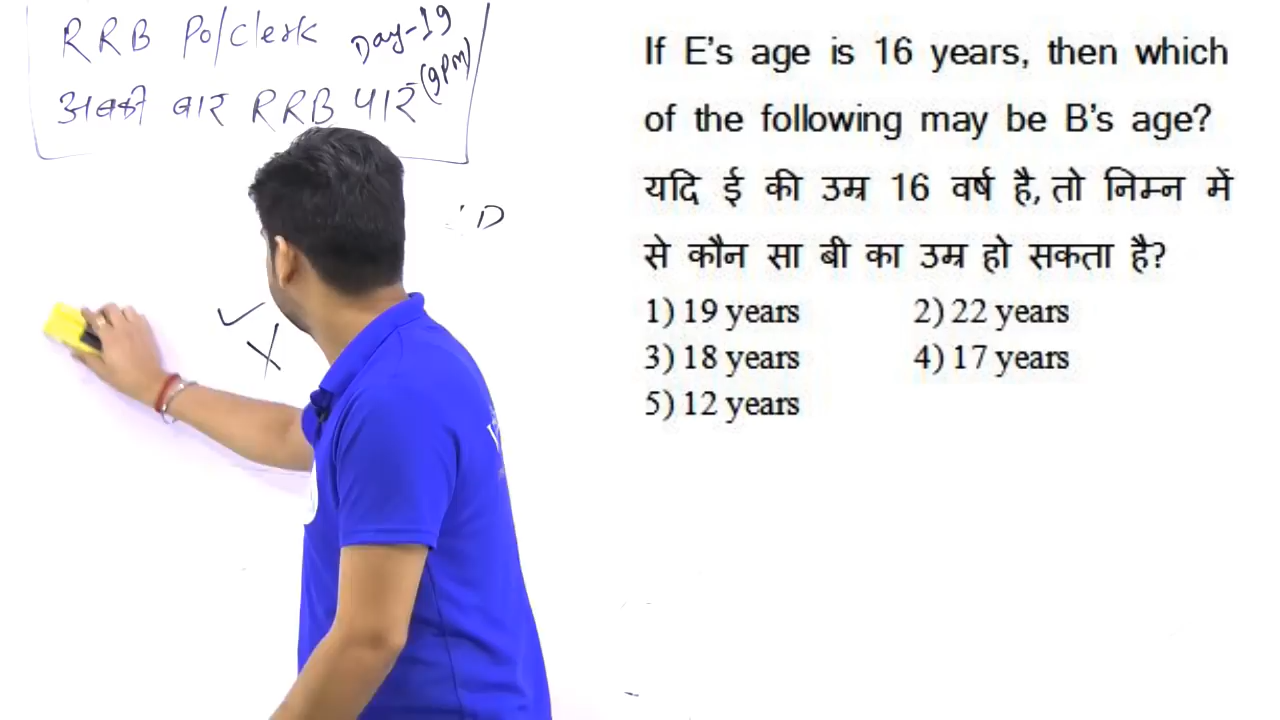 RRB PO/Clerk Day-19
(9PM)
अबकी बार RRB पार
D
If E's age is 16 years, then which
of the following may be B's age?
यदि ई की उम्र 16 वर्ष है, तो निम्न में
से कौन सा बी का उम्र हो सकता है?
1) 19 years 2) 22 years
3) 18 years 4) 17 years
5) 12 years